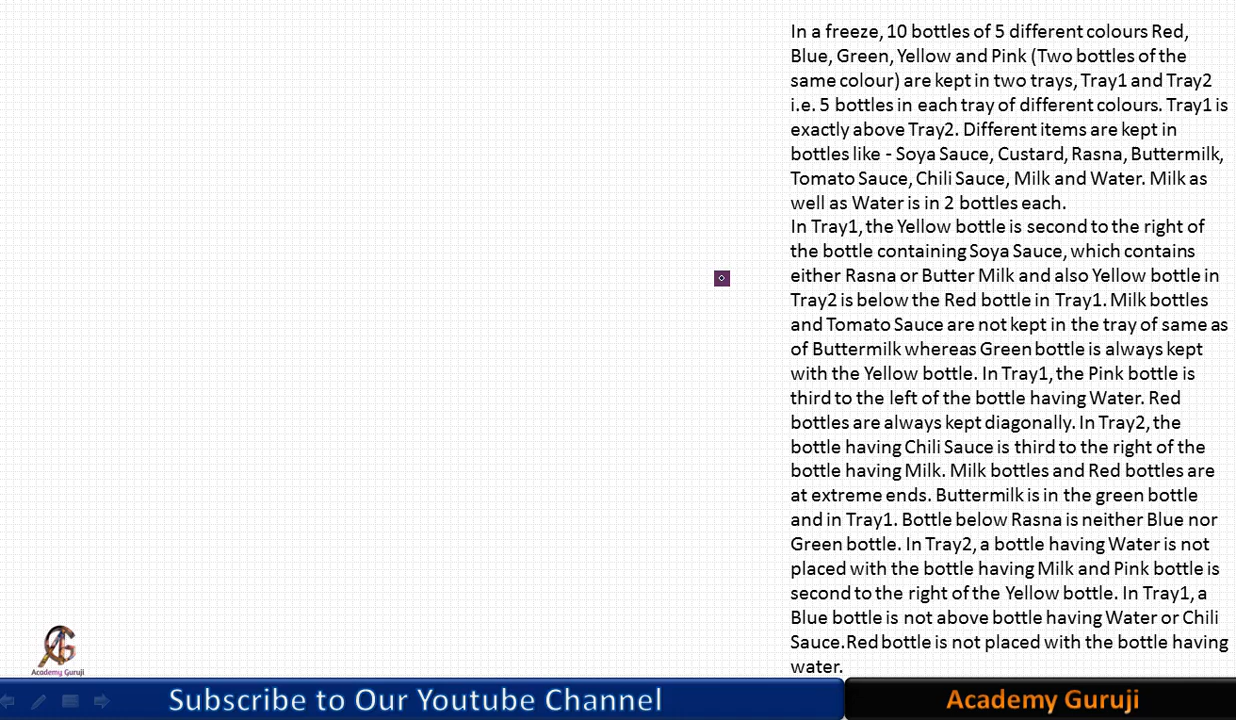 In a freeze, 10 bottles of 5 different colours Red,
Blue, Green, Yellow and Pink (Two bottles of the
same colour) are kept in two trays, Tray1 and Tray2
i.e. 5 bottles in each tray of different colours. Tray1 is
exactly above Tray2. Different items are kept in
bottles like - Soya Sauce, Custard, Rasna, Buttermilk,
Tomato Sauce, Chili Sauce, Milk and Water. Milk as
well as Water is in 2 bottles each.
In Tray1, the Yellow bottle is second to the right of
the bottle containing Soya Sauce, which contains
either Rasna or Butter Milk and also Yellow bottle in
Tray2 is below the Red bottle in Tray1. Milk bottles
and Tomato Sauce are not kept in the tray of same as
of Buttermilk whereas Green bottle is always kept
with the Yellow bottle. In Tray1, the Pink bottle is
third to the left of the bottle having Water. Red
bottles are always kept diagonally. In Tray2, the
bottle having Chili Sauce is third to the right of the
bottle having Milk. Milk bottles and Red bottles are
at extreme ends. Buttermilk is in the green bottle
and in Tray1. Bottle below Rasna is neither Blue nor
Green bottle. In Tray2, a bottle having Water is not
placed with the bottle having Milk and Pink bottle is
second to the right of the Yellow bottle. In Tray1, a
Blue bottle is not above bottle having Water or Chili
Sauce.Red bottle is not placed with the bottle having
water.
Academy Guruji
Subscribe to Our Youtube Channel
Academy Guruji